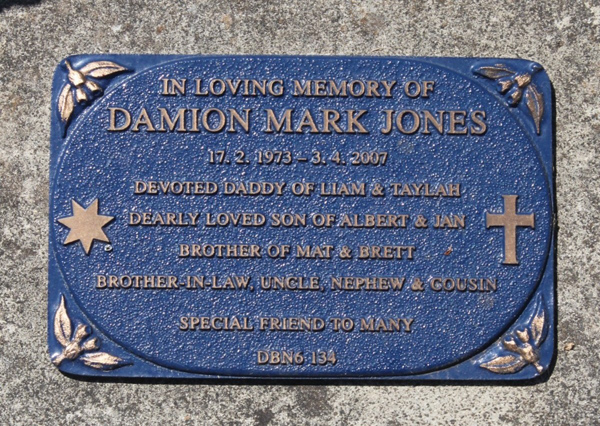 IN LOVING MEMORY OF
DAMION MARK JONES
17. 2. 1973 – 3. 4. 2007
DEVOTED DADDY OF LIAM & TAYLAH
DEARLY LOVED SON OF ALBERT & JAN
BROTHER OF MAT & BRETT
BROTHER-IN-LAW, UNCLE, NEPHEW & COUSIN
SPECIAL FRIEND TO MANY
DBN6 134